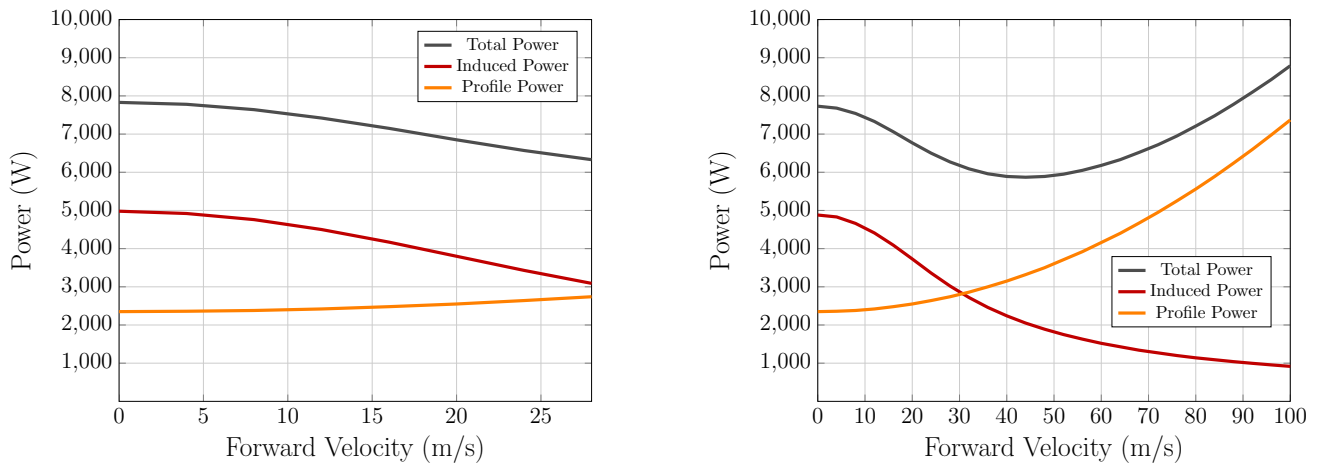 10,000
9,000
8,000
7,000
6,000
5,000
4,000
3,000
2,000
1,000
0 5 10 15 20 25
Power (W)
Forward Velocity (m/s)
Total Power
Induced Power
Profile Power
10,000
9,000
8,000
7,000
6,000
5,000
4,000
3,000
2,000
1,000
0 10 20 30 40 50 60 70 80 90 100
Power (W)
Forward Velocity (m/s)
Total Power
Induced Power
Profile Power